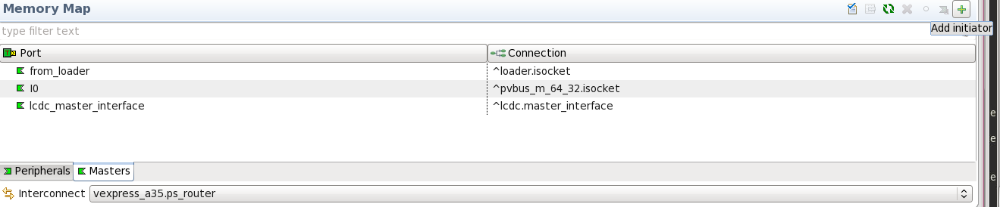 Memory Map
type filter text
Add initiator
Port Connection
from_loader ^loader.isocket
I0 ^pvbus_m_64_32.isocket
lcdc_master_interface ^lcdc.master_interface
e
e
e
Peripherals Masters
Interconnect vexpress_a35.ps_router